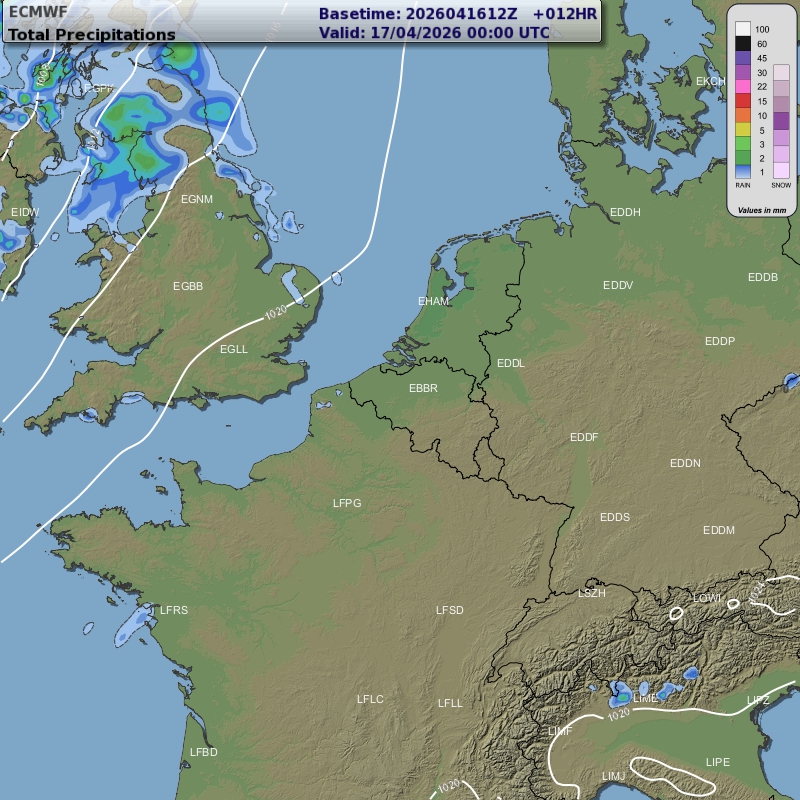 ECMWF
Basetime: 2026041612Z +012HR
Total Precipitations
Valid: 17/04/2026 00:00 UTC
100
60
45
30
22
15
10
5
3
2
1
RAIN
SNOW
Values in mm
EKCH
EIDW
EGNM
EDDH
EGBB
EDDV
EDDB
EHAM
1020
EGLL
EDDP
EDDL
EBBR
EDDF
EDDN
LFPG
EDDS
EDDM
LSZH
LOWI
LFRS
LFSD
LFLC
LFLL
LIME
LIPZ
1020
LIMF
LFBD
LIPE
LIMJ
1020